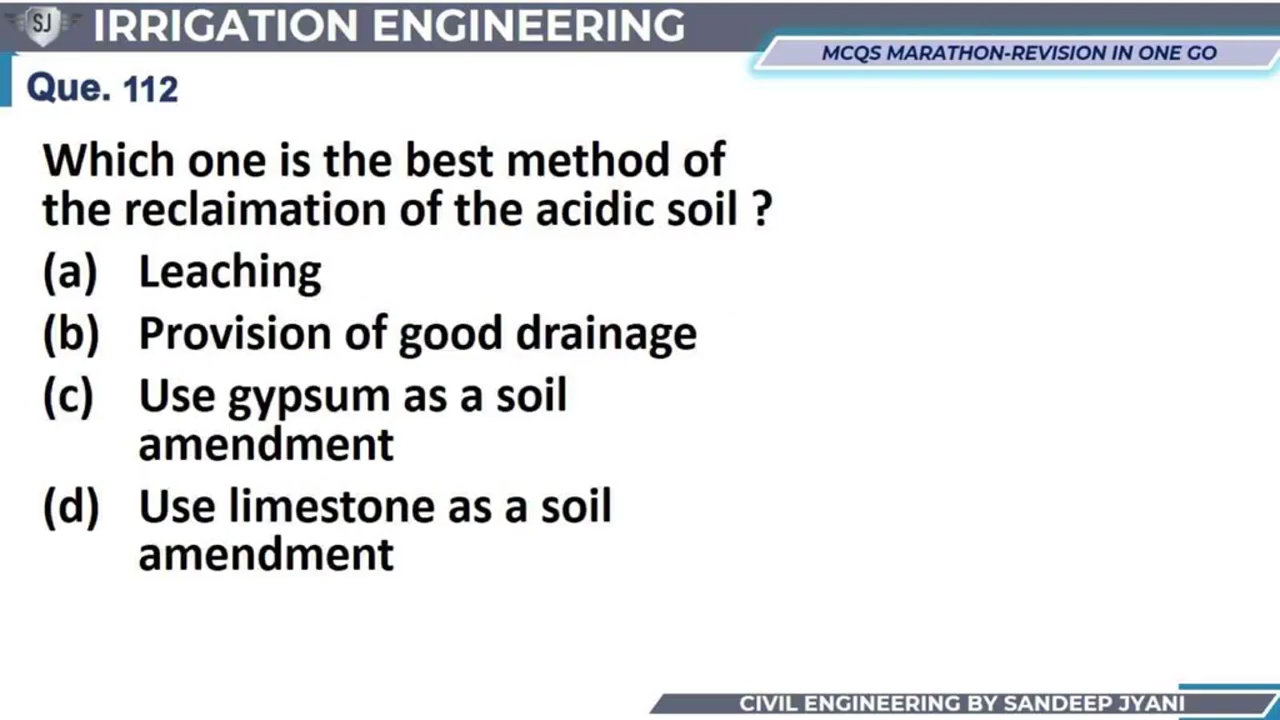 SJ
IRRIGATION ENGINEERING
MCQS MARATHON-REVISION IN ONE GO
Que. 112
Which one is the best method of
the reclaimation of the acidic soil ?
(a) Leaching
(b) Provision of good drainage
(c) Use gypsum as a soil
amendment
(d) Use limestone as a soil
amendment
CIVIL ENGINEERING BY SANDEEP JYANI